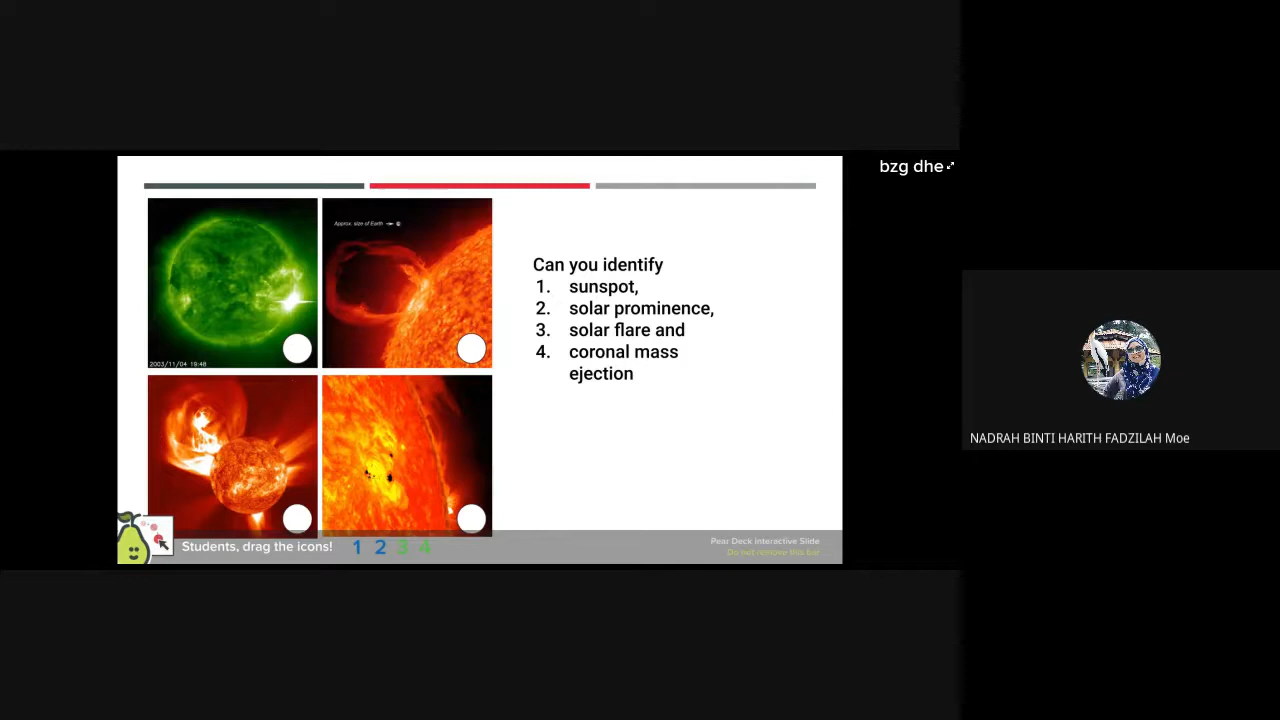 bzg dhe
Approx. size of Earth
2003/11/04 19:48
Can you identify
1. sunspot,
2. solar prominence,
3. solar flare and
4. coronal mass
ejection
Students, drag the icons! 1 2 3 4
Pear Deck Interactive Slide
Do not remove this bar
NADRAH BINTI HARITH FADZILAH Moe